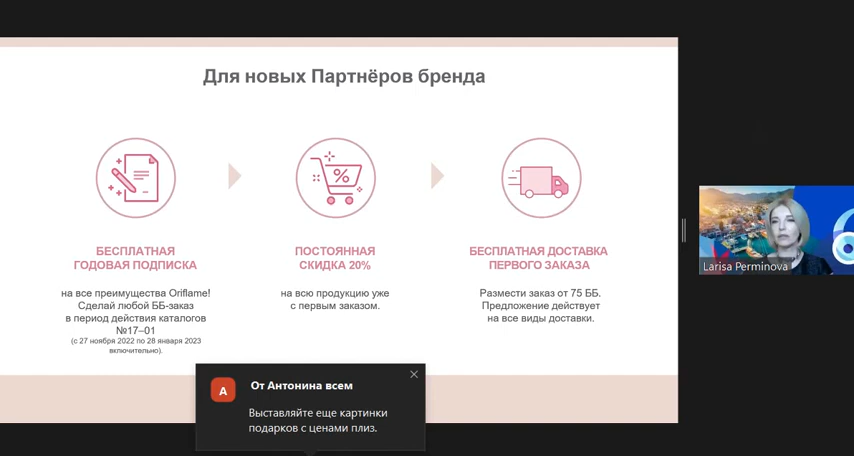 Для новых Партнёров бренда
БЕСПЛАТНАЯ
ГОДОВАЯ ПОДПИСКА
на все преимущества Oriflame!
Сделай любой ББ-заказ
в период действия каталогов
№17–01
(с 27 ноября 2022 по 28 января 2023
включительно).
%
ПОСТОЯННАЯ
СКИДКА 20%
на всю продукцию уже
с первым заказом.
БЕСПЛАТНАЯ ДОСТАВКА
ПЕРВОГО ЗАКАЗА
Размести заказ от 75 ББ.
Предложение действует
на все виды доставки.
Larisa Perminova
А
От Антонина всем
Выставляйте еще картинки
подарков с ценами плиз.